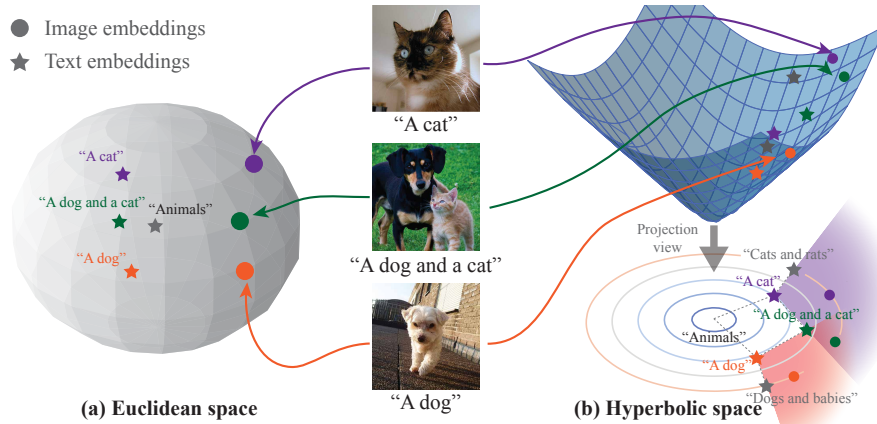 Image embeddings
Text embeddings
“A cat”
“A dog and a cat”
“Animals”
“A dog”
(a) Euclidean space
“A cat”
“A dog and a cat”
“A dog”
Projection
view
“Cats and rats”
“A cat”
“A dog and a cat”
“Animals”
“A dog”
“Dogs and babies”
(b) Hyperbolic space